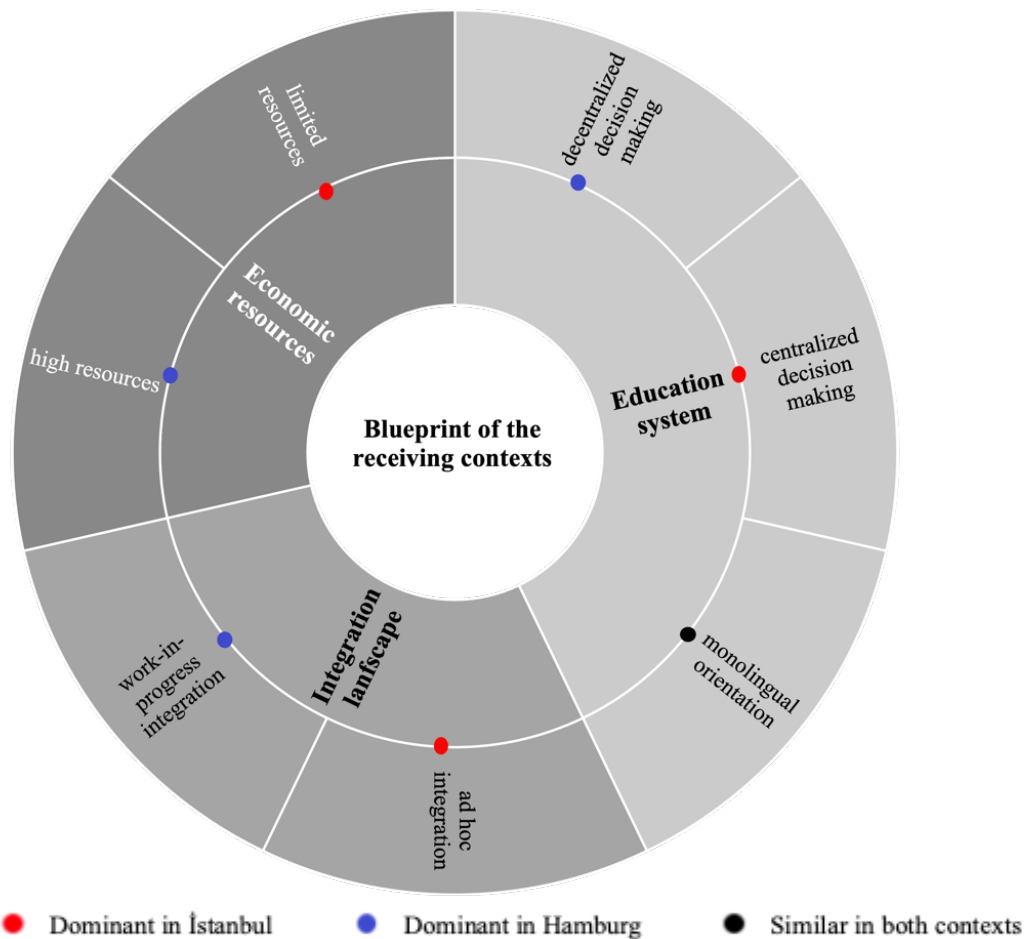 Blueprint of the
receiving contexts
Economic
resources
limited
resources
high resources
Education
system
decentralized
decision
making
centralized
decision
making
monolingual
orientation
Integration
lanfscape
ad hoc
integration
work-in-
progress
integration
Dominant in İstanbul
Dominant in Hamburg
Similar in both contexts